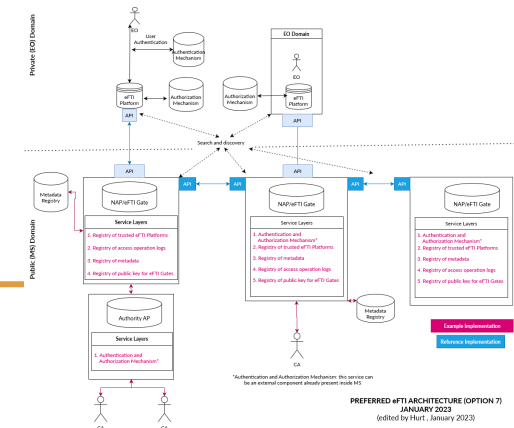 Private (EO) Domain
EO
User
Authentication
Authentication
Mechanism
EO Domain
EO
eFTI
Platform
Authorization
Mechanism
Authorization
Mechanism
eFTI
Platform
API
API
Search and discovery
API
API
Public (MS) Domain
Metadata
Registry
NAP/eFTI Gate
API
API
NAP/eFTI Gate
API
API
NAP/eFTI Gate
Service Layers
1. Registry of trusted eFTI Platforms
2. Registry of access operation logs
3. Registry of metadata
4. Registry of public key for eFTI Gates
Service Layers
1. Authentication and
Authorization Mechanism*
2. Registry of trusted eFTI Platforms
3. Registry of metadata
4. Registry of access operation logs
5. Registry of public key for eFTI Gates
Service Layers
1. Authentication and
Authorization Mechanism*
2. Registry of trusted eFTI Platforms
3. Registry of metadata
4. Registry of access operation logs
5 Registry of public key for eFTI Gates
Authority AP
Service Layers
1. Authentication and
Authorization Mechanism*
Metadata
Registry
CA
CA
CA
Example implementation
Reference implementation
*Authentication and Authorization Mechanism: this service can
be an external component already present inside MS
PREFERRED eFTI ARCHITECTURE (OPTION 7)
JANUARY 2023
(edited by Hurt , January 2023)